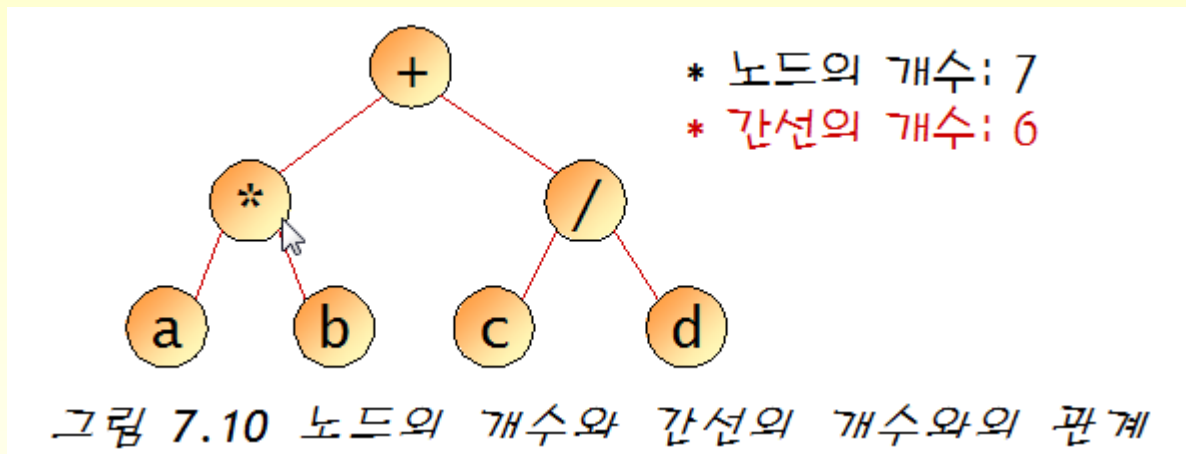 +
* 노드의 개수: 7
* 간선의 개수: 6
* /
a b c d
그림 7.10 노드의 개수와 간선의 개수와의 관계